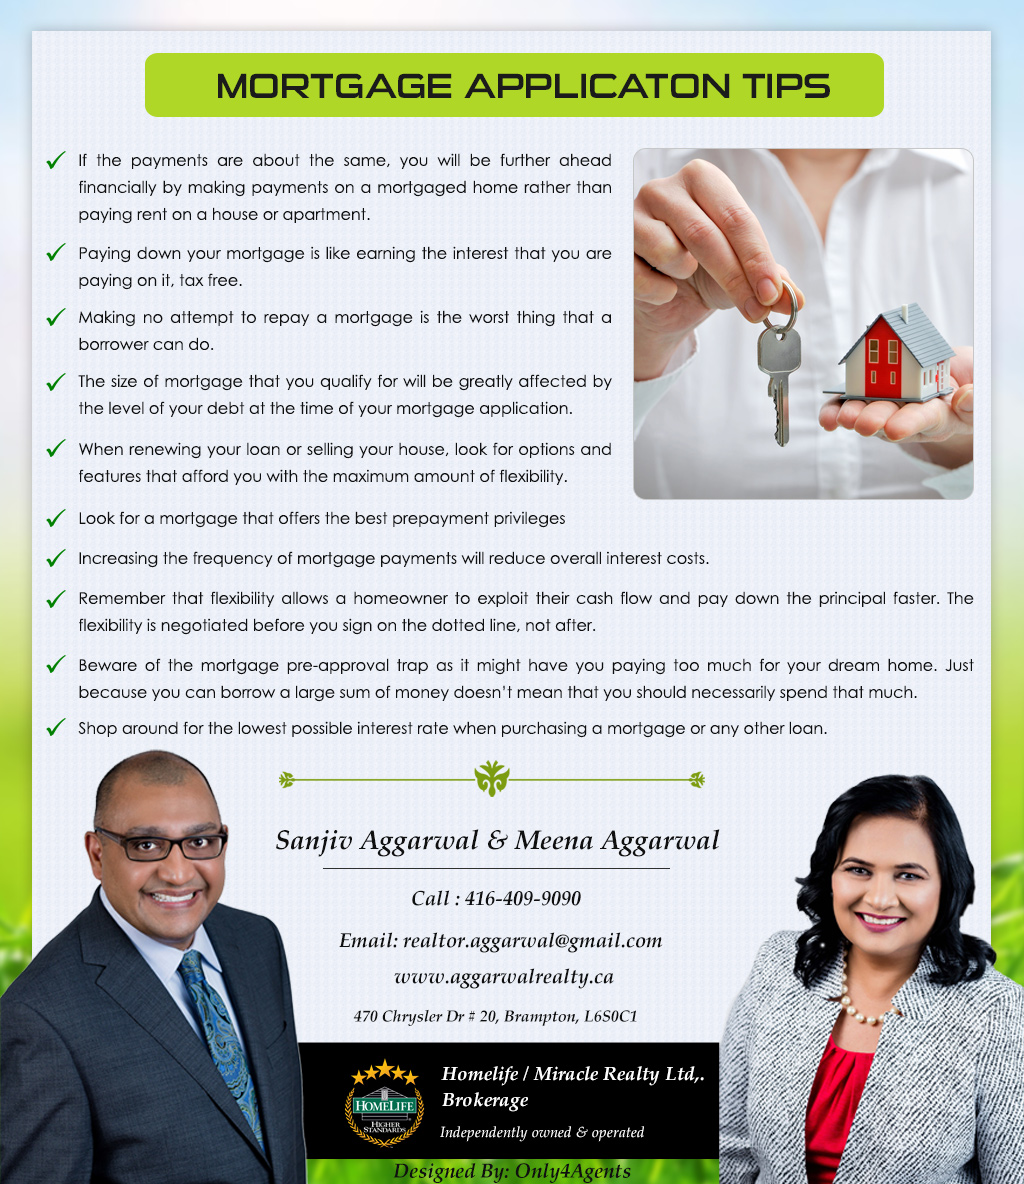 MORTGAGE APPLICATON TIPS
If the payments are about the same, you will be further ahead
financially by making payments on a mortgaged home rather than
paying rent on a house or apartment.
Paying down your mortgage is like earning the interest that you are
paying on it, tax free.
Making no attempt to repay a mortgage is the worst thing that a
borrower can do.
The size of mortgage that you qualify for will be greatly affected by
the level of your debt at the time of your mortgage application.
When renewing your loan or selling your house, look for options and
features that afford you with the maximum amount of flexibility.
Look for a mortgage that offers the best prepayment privileges
Increasing the frequency of mortgage payments will reduce overall interest costs.
Remember that flexibility allows a homeowner to exploit their cash flow and pay down the principal faster. The
flexibility is negotiated before you sign on the dotted line, not after.
Beware of the mortgage pre-approval trap as it might have you paying too much for your dream home. Just
because you can borrow a large sum of money doesn't mean that you should necessarily spend that much.
Shop around for the lowest possible interest rate when purchasing a mortgage or any other loan.
Sanjiv Aggarwal & Meena Aggarwal
Call : 416-409-9090
Email: realtor.aggarwal@gmail.com
www.aggarwalrealty.ca
470 Chrysler Dr # 20, Brampton, L6S0C1
HOMELIFE
HIGHER
STANDARDS
Homelife / Miracle Realty Ltd,.
Brokerage
Independently owned & operated
Designed By: Only4Agents